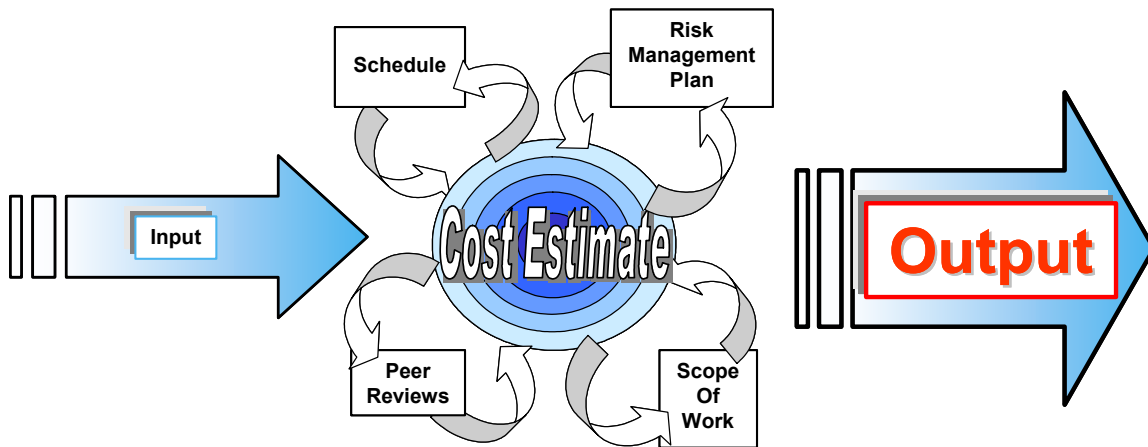 Schedule
Risk
Management
Plan
Input
Cost Estimate
Output
Peer
Reviews
Scope
Of
Work